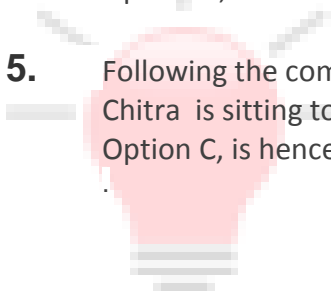 5. Following the com
Chitra is sitting to
Option C, is hence
.